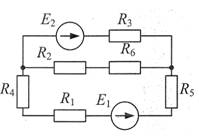 E₂ R₃
R₂ R₆
R₄ R₅
R₁ E₁